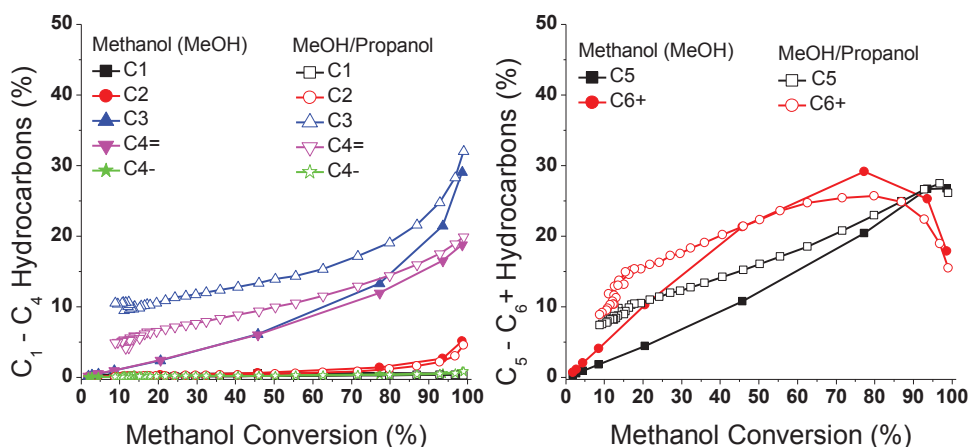 C1 - C4 Hydrocarbons (%)
50
40
30
20
10
0
Methanol (MeOH)
C1
C2
C3
C4=
C4-
MeOH/Propanol
C1
C2
C3
C4=
C4-
0 10 20 30 40 50 60 70 80 90 100
Methanol Conversion (%)
C5 - C6+ Hydrocarbons (%)
50
40
30
20
10
0
Methanol (MeOH)
C5
C6+
MeOH/Propanol
C5
C6+
0 10 20 30 40 50 60 70 80 90 100
Methanol Conversion (%)